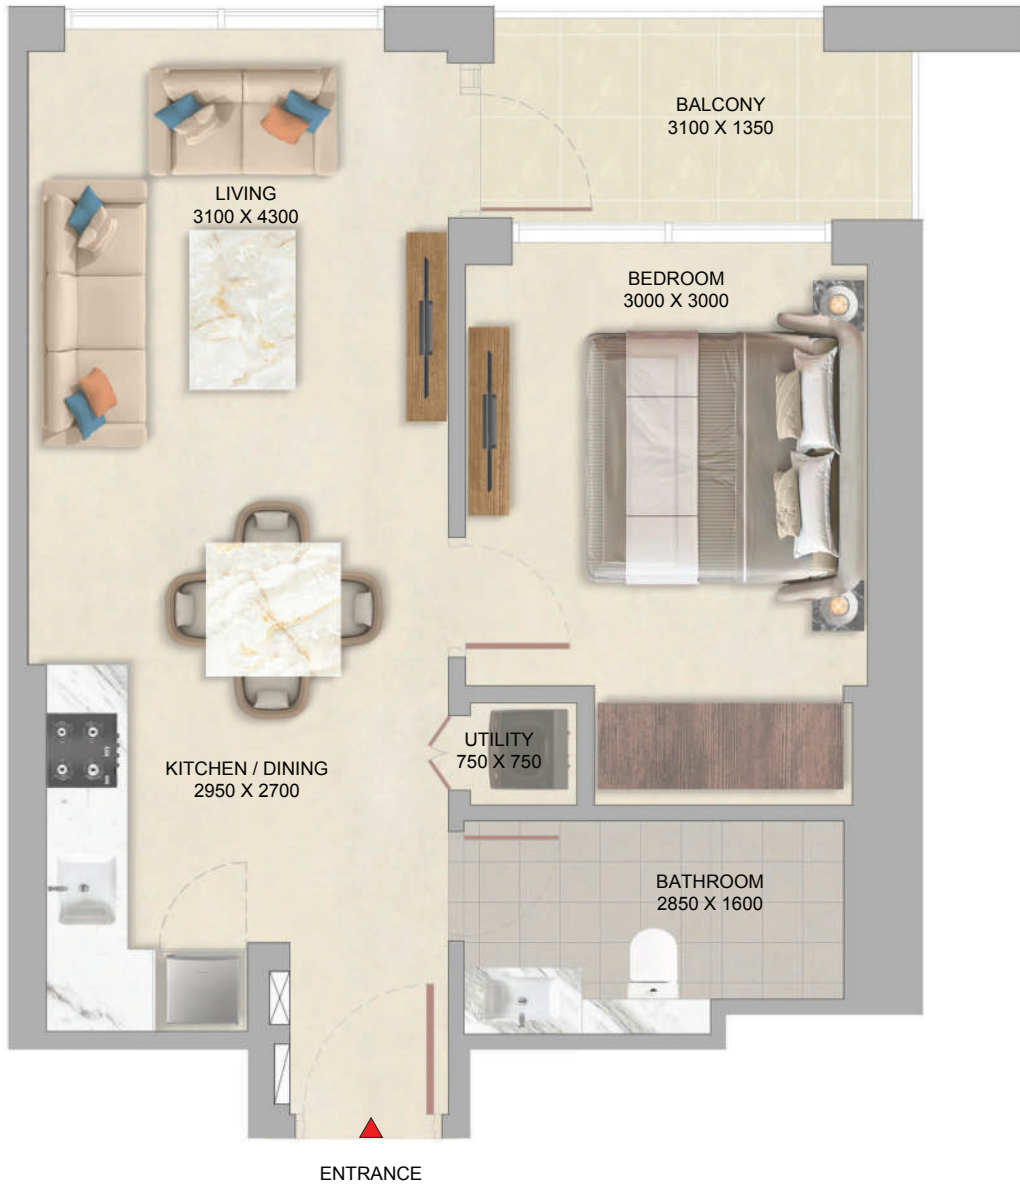 BALCONY
3100 X 1350
LIVING
3100 X 4300
BEDROOM
3000 X 3000
UTILITY
750 X 750
KITCHEN / DINING
2950 X 2700
BATHROOM
2850 X 1600
ENTRANCE